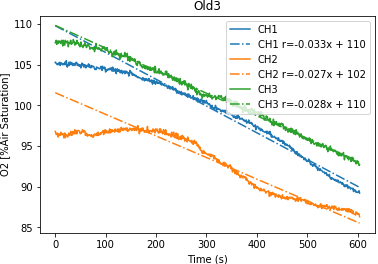 Old3
O2 [%Air Saturation]
110
105
100
95
90
85
CH1
CH1 r=-0.033x + 110
CH2
CH2 r=-0.027x + 102
CH3
CH3 r=-0.028x + 110
0 100 200 300 400 500 600
Time (s)